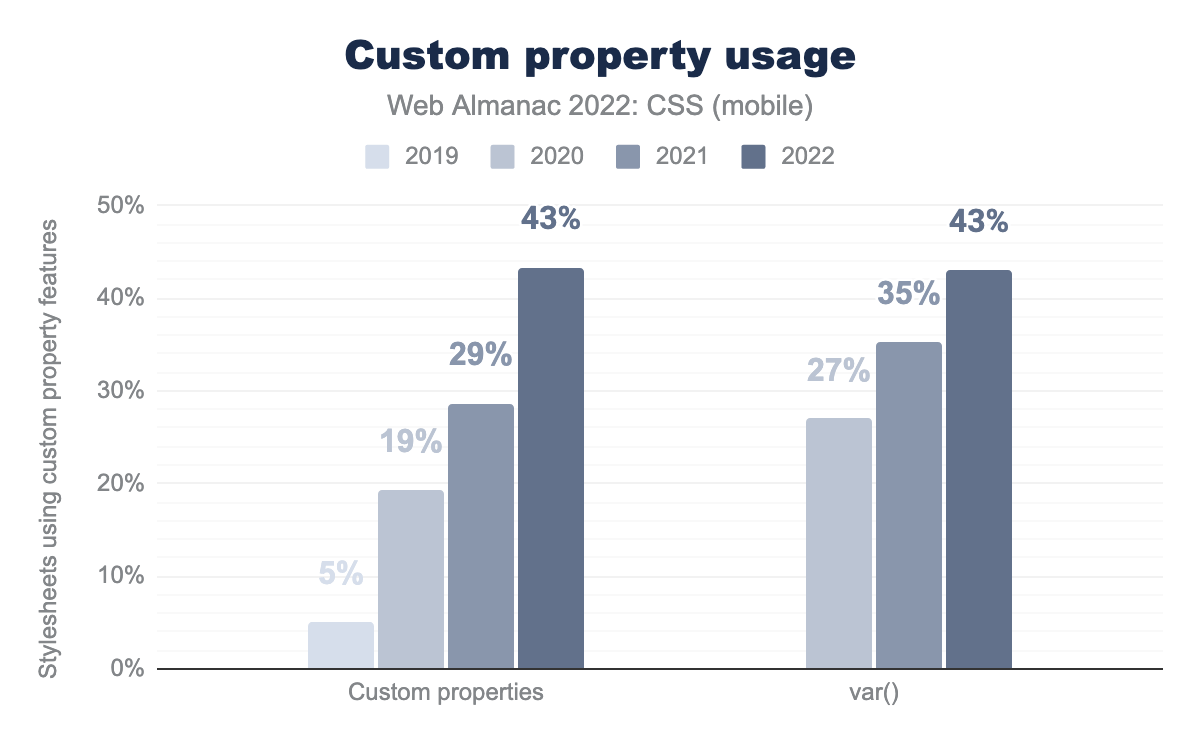 Custom property usage
Web Almanac 2022: CSS (mobile)
2019 2020 2021 2022
Stylesheets using custom property features
50%
40%
30%
20%
10%
0%
5%
19%
29%
43%
27%
35%
43%
Custom properties
var()